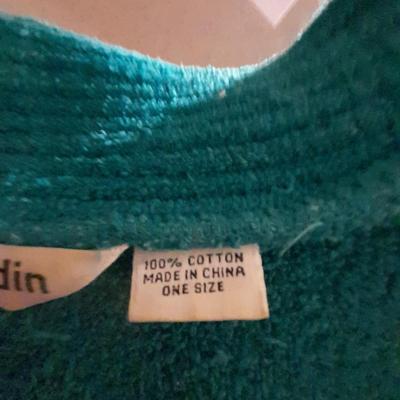 din
100% COTTON
MADE IN CHINA
ONE SIZE